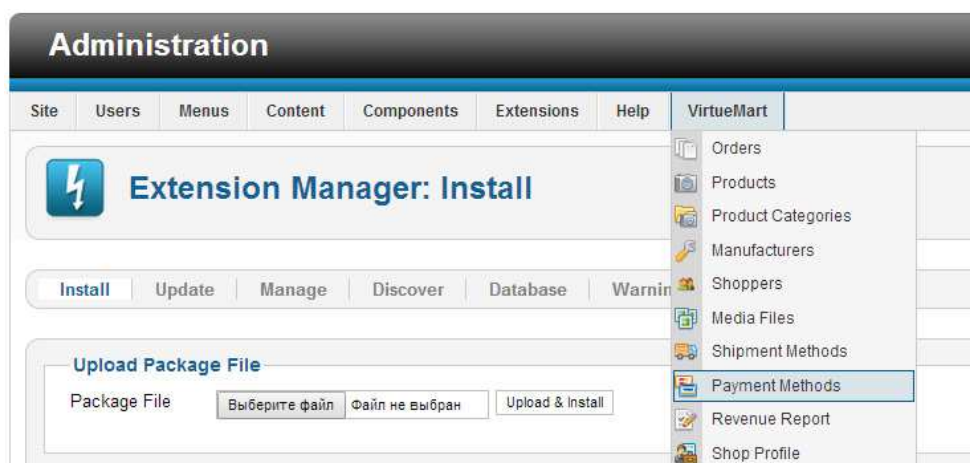 Administration
Site Users Menus Content Components Extensions Help VirtueMart
Orders
Products
Product Categories
Manufacturers
Shoppers
Media Files
Shipment Methods
Payment Methods
Revenue Report
Shop Profile
Extension Manager: Install
Install Update Manage Discover Database
Upload Package File
Package File Выберите файл Файл не выбран Upload & Install